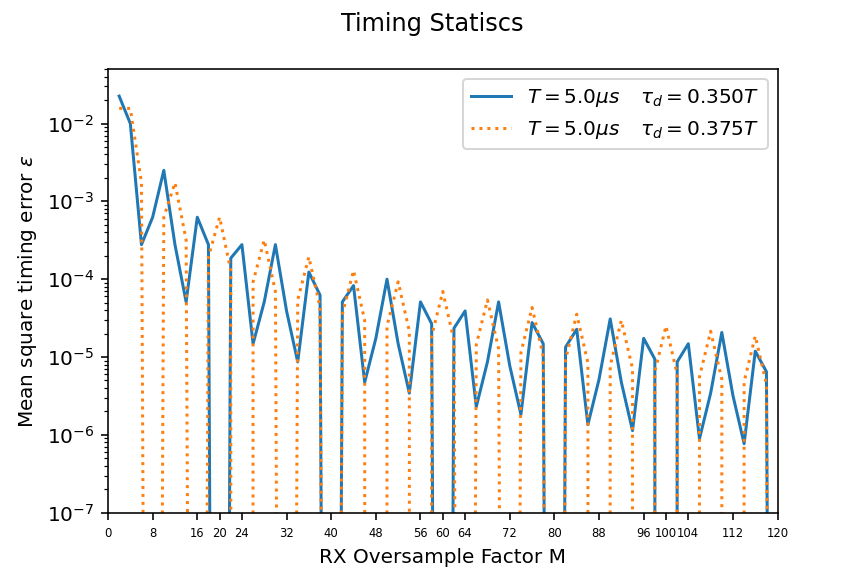 Timing Statiscs
T = 5.0μs τ_d = 0.350T
T = 5.0μs τ_d = 0.375T
Mean square timing error ε
10⁻²
10⁻³
10⁻⁴
10⁻⁵
10⁻⁶
10⁻⁷
0 8 16 20 24 32 40 48 56 60 64 72 80 88 96 100 104 112 120
RX Oversample Factor M